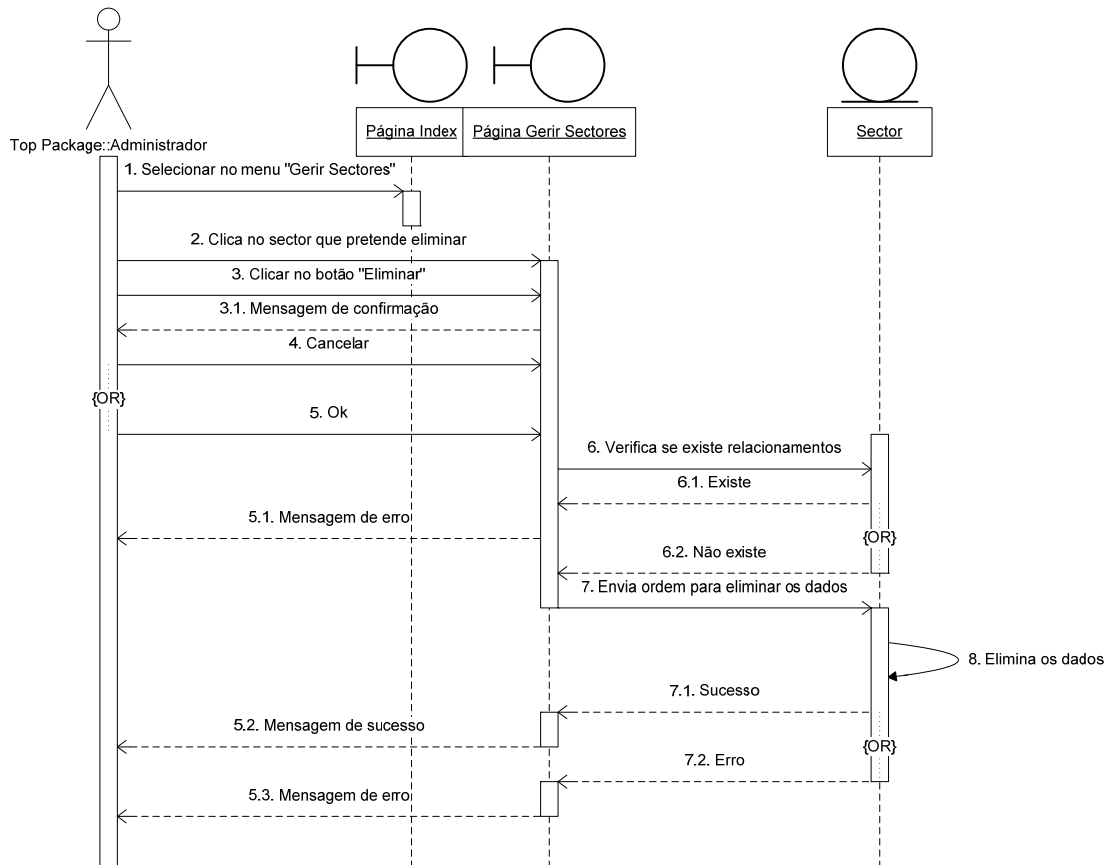 Top Package::Administrador
Página Index
Página Gerir Sectores
Sector
1. Selecionar no menu "Gerir Sectores"
2. Clica no sector que pretende eliminar
3. Clicar no botão "Eliminar"
3.1. Mensagem de confirmação
4. Cancelar
{OR}
5. Ok
6. Verifica se existe relacionamentos
6.1. Existe
5.1. Mensagem de erro
{OR}
6.2. Não existe
7. Envia ordem para eliminar os dados
8. Elimina os dados
7.1. Sucesso
5.2. Mensagem de sucesso
{OR}
7.2. Erro
5.3. Mensagem de erro